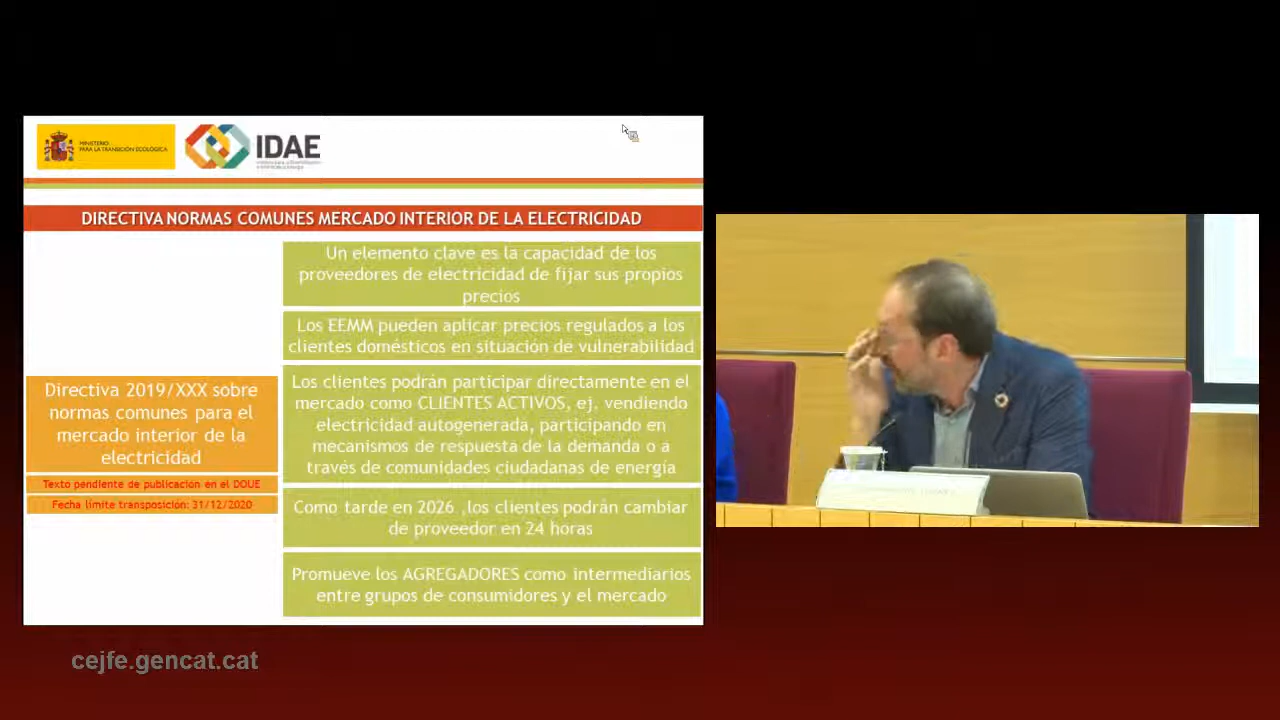 MINISTERIO
PARA LA TRANSICIÓN ECOLÓGICA
IDAE
DIRECTIVA NORMAS COMUNES MERCADO INTERIOR DE LA ELECTRICIDAD
Directiva 2019/XXX sobre
normas comunes para el
mercado interior de la
electricidad
Texto pendiente de publicación en el DOUE
Fecha límite transposición: 31/12/2020
Un elemento clave es la capacidad de los
proveedores de electricidad de fijar sus propios
precios
Los EEMM pueden aplicar precios regulados a los
clientes domésticos en situación de vulnerabilidad
Los clientes podrán participar directamente en el
mercado como CLIENTES ACTIVOS, ej. vendiendo
electricidad autogenerada, participando en
mecanismos de respuesta de la demanda o a
través de comunidades ciudadanas de energía
Como tarde en 2026 ,los clientes podrán cambiar
de proveedor en 24 horas
Promueve los AGREGADORES como intermediarios
entre grupos de consumidores y el mercado
cejfe.gencat.cat